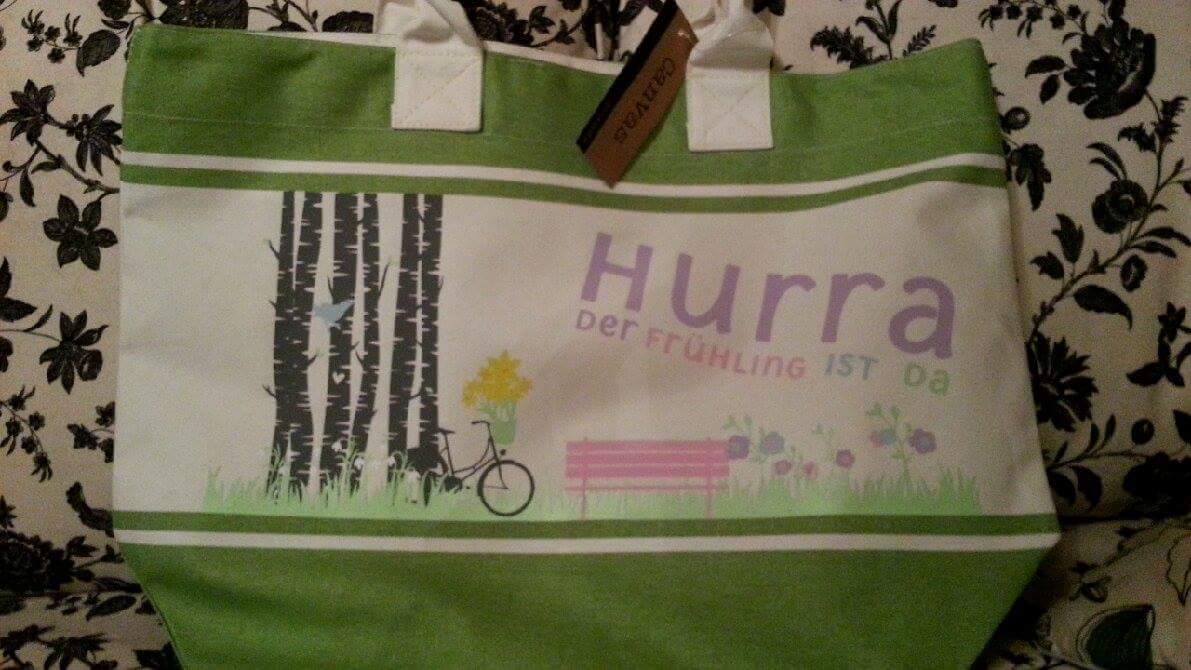 canvas
Hurra
Der FRÜHLING IST Da